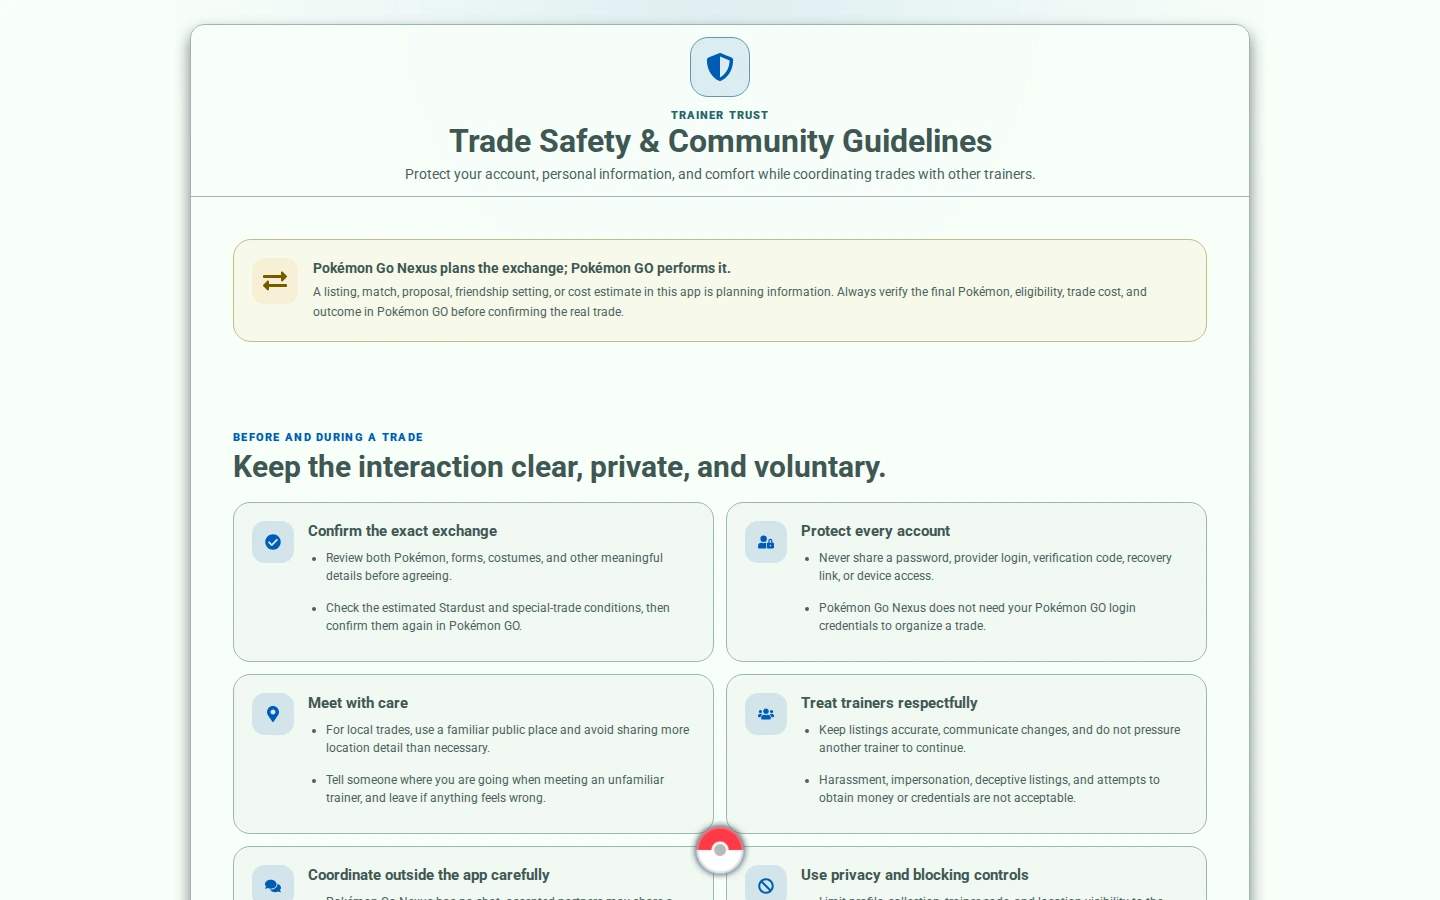 TRAINER TRUST
Trade Safety & Community Guidelines
Protect your account, personal information, and comfort while coordinating trades with other trainers.
Pokémon Go Nexus plans the exchange; Pokémon GO performs it.
A listing, match, proposal, friendship setting, or cost estimate in this app is planning information. Always verify the final Pokémon, eligibility, trade cost, and
outcome in Pokémon GO before confirming the real trade.
BEFORE AND DURING A TRADE
Keep the interaction clear, private, and voluntary.
Confirm the exact exchange
• Review both Pokémon, forms, costumes, and other meaningful
details before agreeing.
• Check the estimated Stardust and special-trade conditions, then
confirm them again in Pokémon GO.
Protect every account
• Never share a password, provider login, verification code, recovery
link, or device access.
• Pokémon Go Nexus does not need your Pokémon GO login
credentials to organize a trade.
Meet with care
• For local trades, use a familiar public place and avoid sharing more
location detail than necessary.
• Tell someone where you are going when meeting an unfamiliar
trainer, and leave if anything feels wrong.
Treat trainers respectfully
• Keep listings accurate, communicate changes, and do not pressure
another trainer to continue.
• Harassment, impersonation, deceptive listings, and attempts to
obtain money or credentials are not acceptable.
Coordinate outside the app carefully
Use privacy and blocking controls